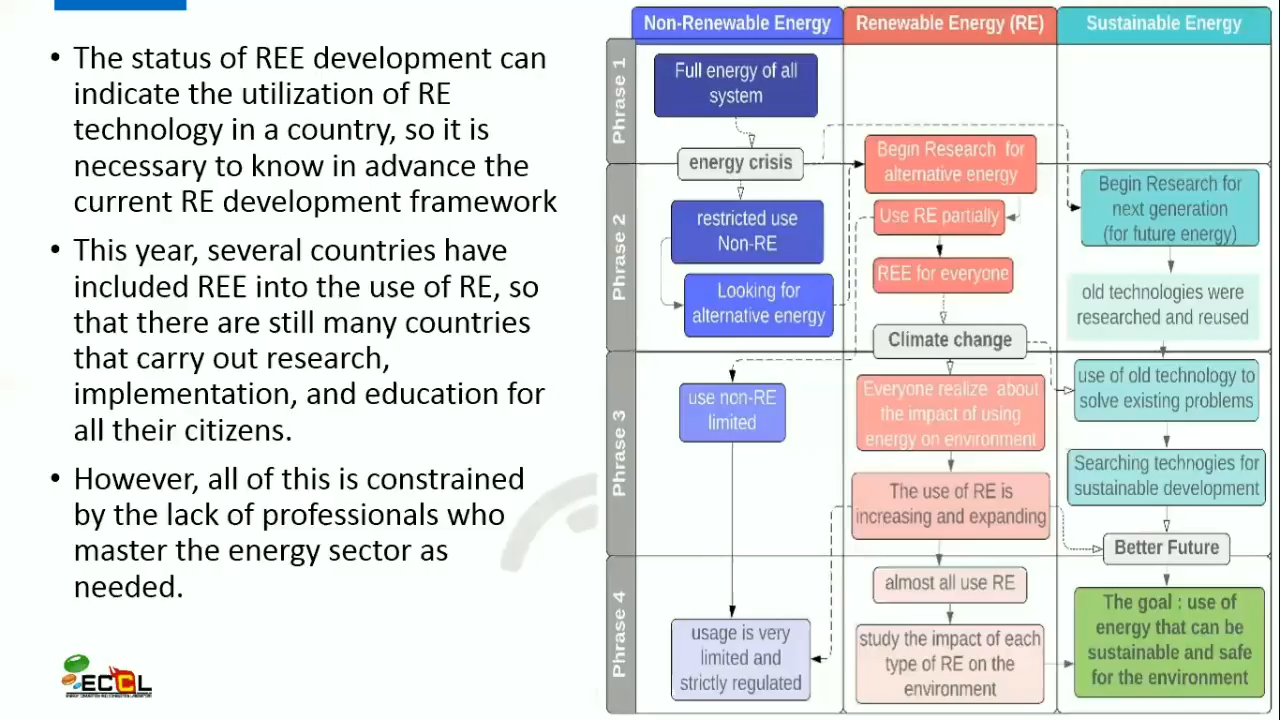 • The status of REE development can
indicate the utilization of RE
technology in a country, so it is
necessary to know in advance the
current RE development framework
• This year, several countries have
included REE into the use of RE, so
that there are still many countries
that carry out research,
implementation, and education for
all their citizens.
• However, all of this is constrained
by the lack of professionals who
master the energy sector as
needed.
ECCL
Non-Renewable Energy
Renewable Energy (RE)
Sustainable Energy
Phrase 1
Full energy of all
system
energy crisis
Begin Research for
alternative energy
Phrase 2
restricted use
Non-RE
Looking for
alternative energy
Use RE partially
REE for everyone
Climate change
Begin Research for
next generation
(for future energy)
old technologies were
researched and reused
Phrase 3
use non-RE
limited
Everyone realize about
the impact of using
energy on environment
The use of RE is
increasing and expanding
use of old technology to
solve existing problems
Searching technogies for
sustainable development
Better Future
Phrase 4
usage is very
limited and
strictly regulated
almost all use RE
study the impact of each
type of RE on the
environment
The goal : use of
energy that can be
sustainable and safe
for the environment